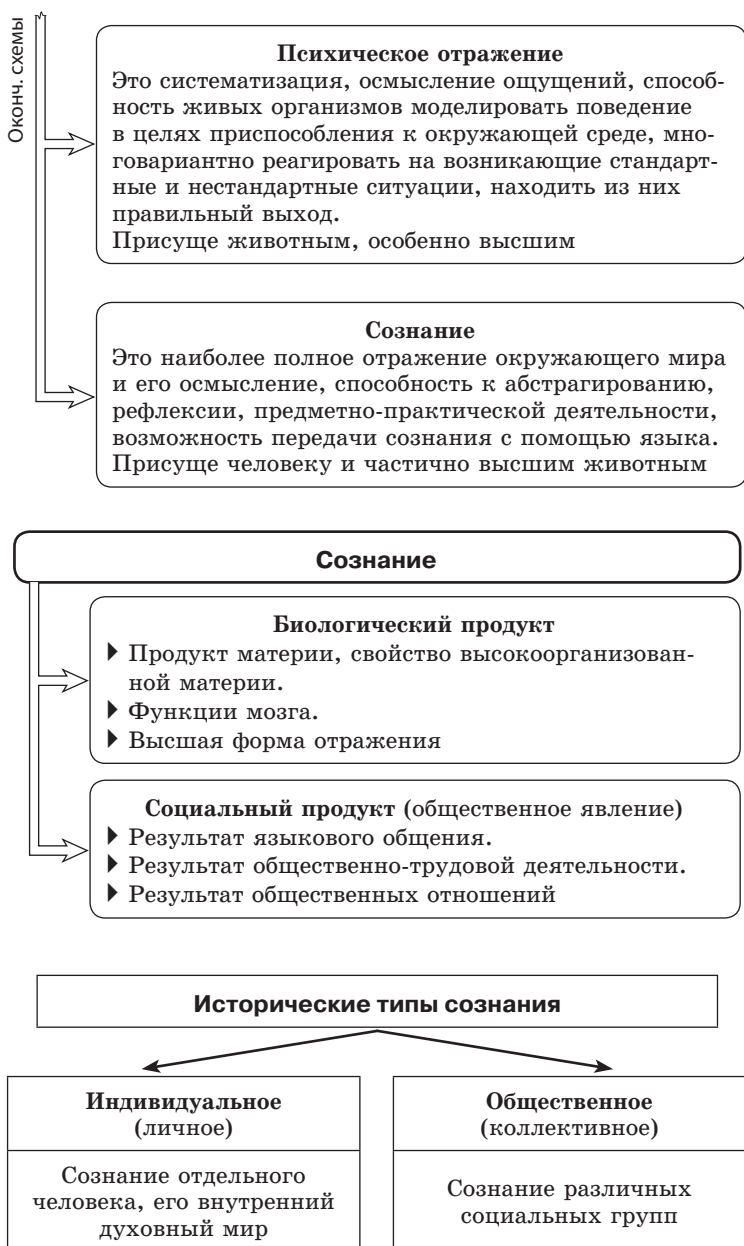 Оконч. схемы
Психическое отражение
Это систематизация, осмысление ощущений, способ-
ность живых организмов моделировать поведение
в целях приспособления к окружающей среде, мно-
говариантно реагировать на возникающие стандарт-
ные и нестандартные ситуации, находить из них
правильный выход.
Присуще животным, особенно высшим
Сознание
Это наиболее полное отражение окружающего мира
и его осмысление, способность к абстрагированию,
рефлексии, предметно-практической деятельности,
возможность передачи сознания с помощью языка.
Присуще человеку и частично высшим животным
Сознание
Биологический продукт
Продукт материи, свойство высокоорганизован-
ной материи.
Функции мозга.
Высшая форма отражения
Социальный продукт (общественное явление)
Результат языкового общения.
Результат общественно-трудовой деятельности.
Результат общественных отношений
Исторические типы сознания
Индивидуальное
(личное)
Сознание отдельного
человека, его внутренний
духовный мир
Общественное
(коллективное)
Сознание различных
социальных групп